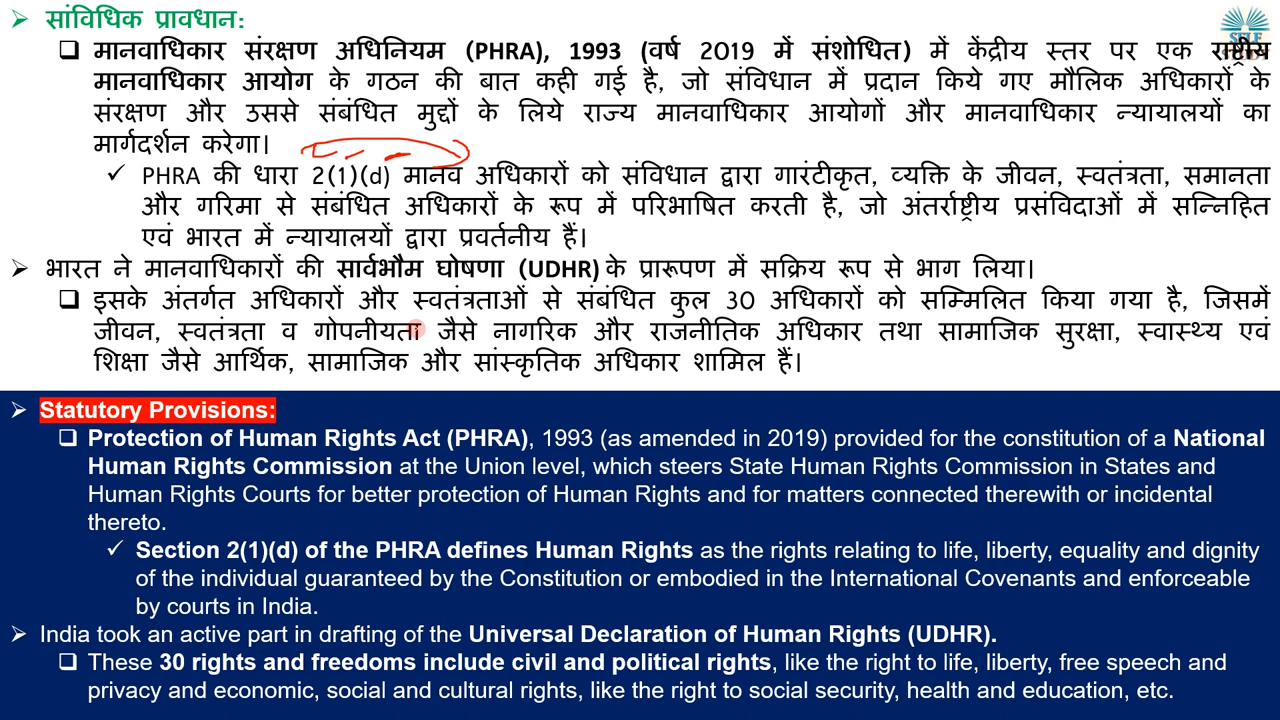 ➢ सांविधिक प्रावधान:
❑ मानवाधिकार संरक्षण अधिनियम (PHRA), 1993 (वर्ष 2019 में संशोधित) में केंद्रीय स्तर पर एक राष्ट्रीय
मानवाधिकार आयोग के गठन की बात कही गई है, जो संविधान में प्रदान किये गए मौलिक अधिकारों के
संरक्षण और उससे संबंधित मुद्दों के लिये राज्य मानवाधिकार आयोगों और मानवाधिकार न्यायालयों का
मार्गदर्शन करेगा।
✓ PHRA की धारा 2(1)(d) मानव अधिकारों को संविधान द्वारा गारंटीकृत, व्यक्ति के जीवन, स्वतंत्रता, समानता
और गरिमा से संबंधित अधिकारों के रूप में परिभाषित करती है, जो अंतर्राष्ट्रीय प्रसंविदाओं में सन्निहित
एवं भारत में न्यायालयों द्वारा प्रवर्तनीय हैं।
➢ भारत ने मानवाधिकारों की सार्वभौम घोषणा (UDHR) के प्रारूपण में सक्रिय रूप से भाग लिया।
❑ इसके अंतर्गत अधिकारों और स्वतंत्रताओं से संबंधित कुल 30 अधिकारों को सम्मिलित किया गया है, जिसमें
जीवन, स्वतंत्रता व गोपनीयता जैसे नागरिक और राजनीतिक अधिकार तथा सामाजिक सुरक्षा, स्वास्थ्य एवं
शिक्षा जैसे आर्थिक, सामाजिक और सांस्कृतिक अधिकार शामिल हैं।
➢ Statutory Provisions:
❑ Protection of Human Rights Act (PHRA), 1993 (as amended in 2019) provided for the constitution of a National
Human Rights Commission at the Union level, which steers State Human Rights Commission in States and
Human Rights Courts for better protection of Human Rights and for matters connected therewith or incidental
thereto.
✓ Section 2(1)(d) of the PHRA defines Human Rights as the rights relating to life, liberty, equality and dignity
of the individual guaranteed by the Constitution or embodied in the International Covenants and enforceable
by courts in India.
➢ India took an active part in drafting of the Universal Declaration of Human Rights (UDHR).
❑ These 30 rights and freedoms include civil and political rights, like the right to life, liberty, free speech and
privacy and economic, social and cultural rights, like the right to social security, health and education, etc.